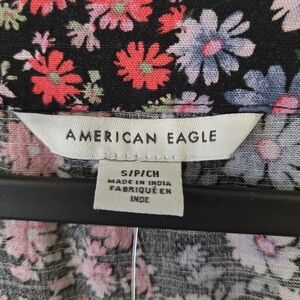 AMERICAN EAGLE
S/P/CH
MADE IN INDIA
FABRIQUÉ EN
INDE